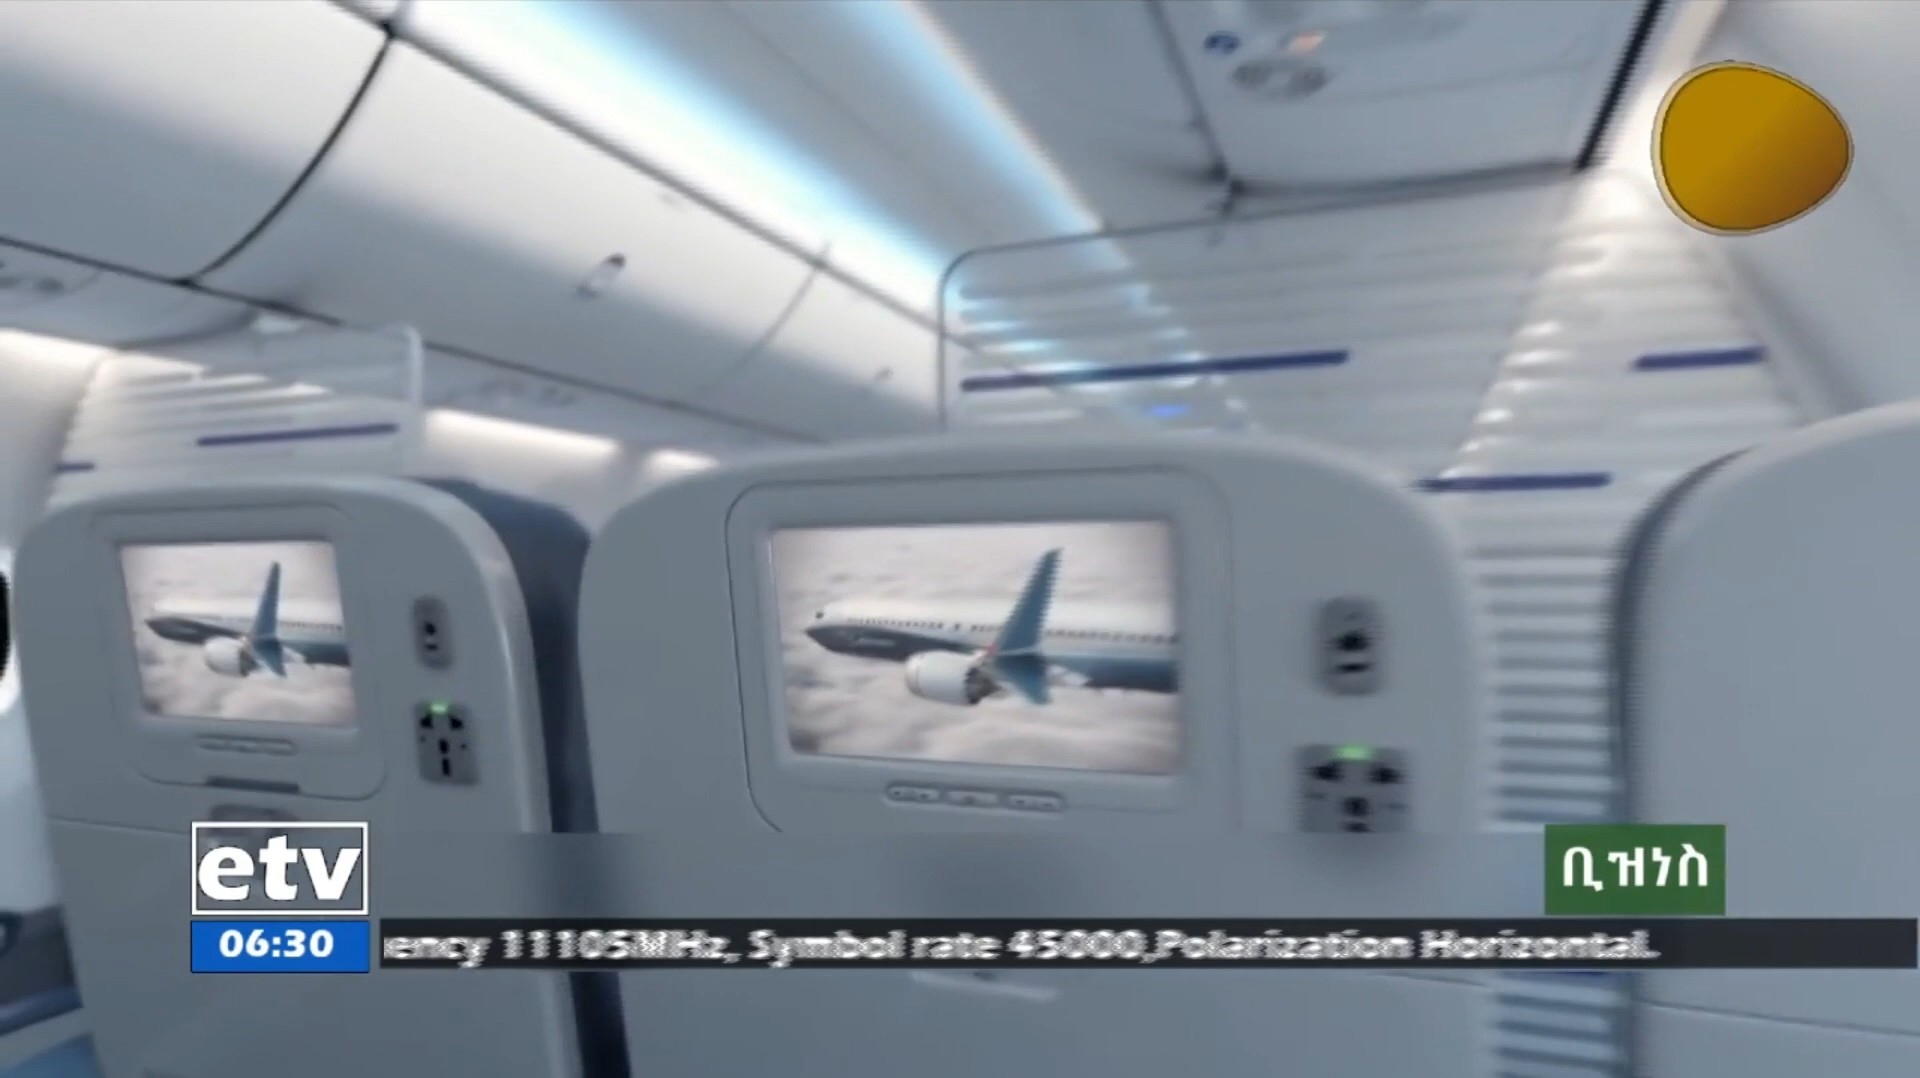 etv
ቢዝነስ
06:30
ency 11105MHz, Symbol rate 45000,Polarization Horizontal.